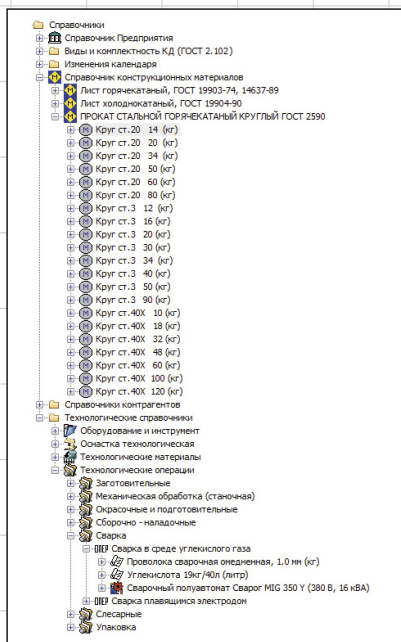 Справочники
Справочник Предприятия
Виды и комплектность КД (ГОСТ 2.102)
Изменения календаря
Справочник конструкционных материалов
Лист горячекатаный, ГОСТ 19903-74, 14637-89
Лист холоднокатаный, ГОСТ 19904-90
ПРОКАТ СТАЛЬНОЙ ГОРЯЧЕКАТАНЫЙ КРУГЛЫЙ ГОСТ 2590
Круг ст.20 14 (кг)
Круг ст.20 20 (кг)
Круг ст.20 34 (кг)
Круг ст.20 50 (кг)
Круг ст.20 60 (кг)
Круг ст.20 80 (кг)
Круг ст.3 12 (кг)
Круг ст.3 16 (кг)
Круг ст.3 20 (кг)
Круг ст.3 30 (кг)
Круг ст.3 34 (кг)
Круг ст.3 40 (кг)
Круг ст.3 50 (кг)
Круг ст.3 90 (кг)
Круг ст.40Х 10 (кг)
Круг ст.40Х 18 (кг)
Круг ст.40Х 32 (кг)
Круг ст.40Х 48 (кг)
Круг ст.40Х 60 (кг)
Круг ст.40Х 100 (кг)
Круг ст.40Х 120 (кг)
Справочники контрагентов
Технологические справочники
Оборудование и инструмент
Оснастка технологическая
Технологические материалы
Технологические операции
Заготовительные
Механическая обработка (станочная)
Окрасочные и подготовительные
Сборочно - наладочные
Сварка
Сварка в среде углекислого газа
Проволока сварочная омедненная, 1.0 мм (кг)
Углекислота 19кг/40л (литр)
Сварочный полуавтомат Сварог MIG 350 Y (380 В, 16 кВА)
Сварка плавящимся электродом
Слесарные
Упаковка